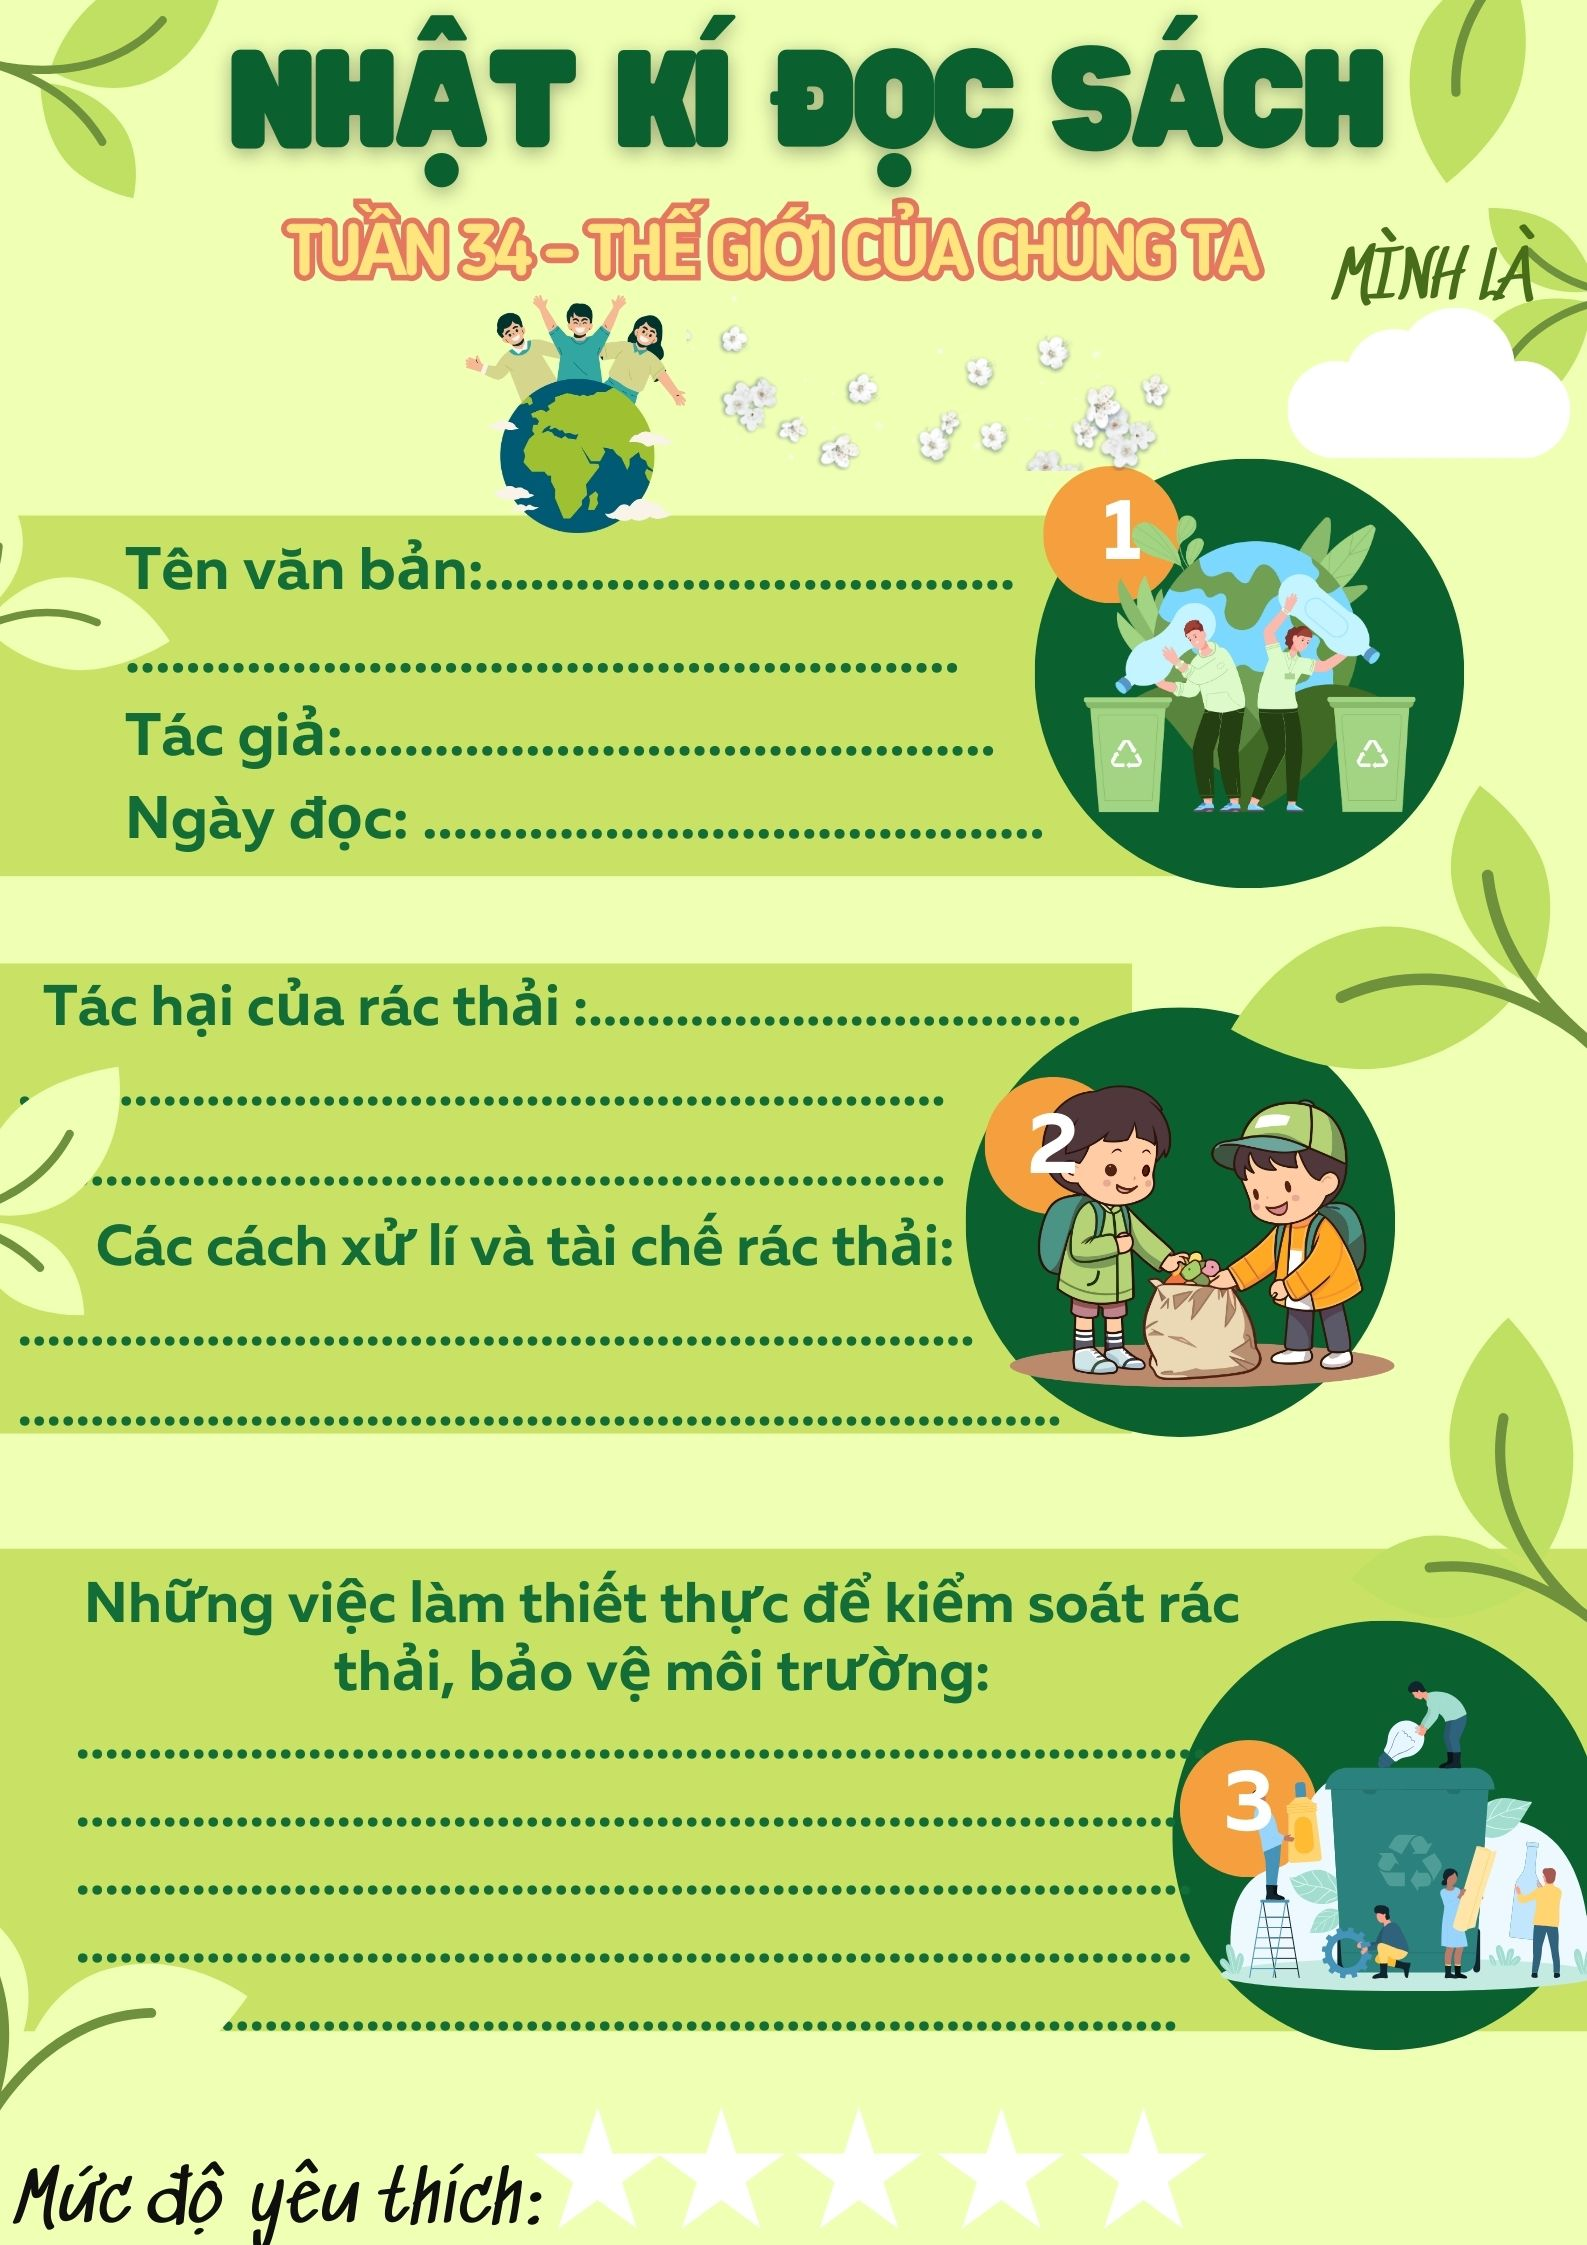 NHẬT KÍ ĐỌC SÁCH
TUẦN 34 - THẾ GIỚI CỦA CHÚNG TA
MÌNH LÀ
1
Tên văn bản:...................................
.......................................................
Tác giả:...........................................
Ngày đọc: .........................................
Tác hại của rác thải :..................................
................................................................
...........................................................
2
Các cách xử lí và tài chế rác thải:
..................................................................
........................................................................
Những việc làm thiết thực để kiểm soát rác
thải, bảo vệ môi trường:
.............................................................................
............................................................................
3
.............................................................................
.............................................................................
..................................................................
Mức độ yêu thích: